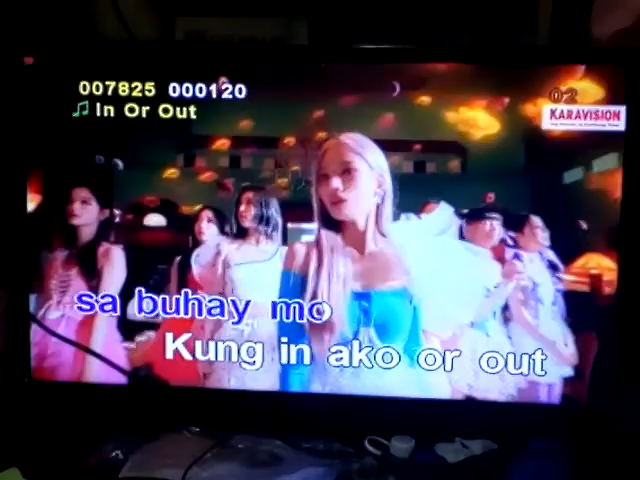 007825 000120
♫ In Or Out
02
KARAVISION
sa buhay mo
Kung in ako or out